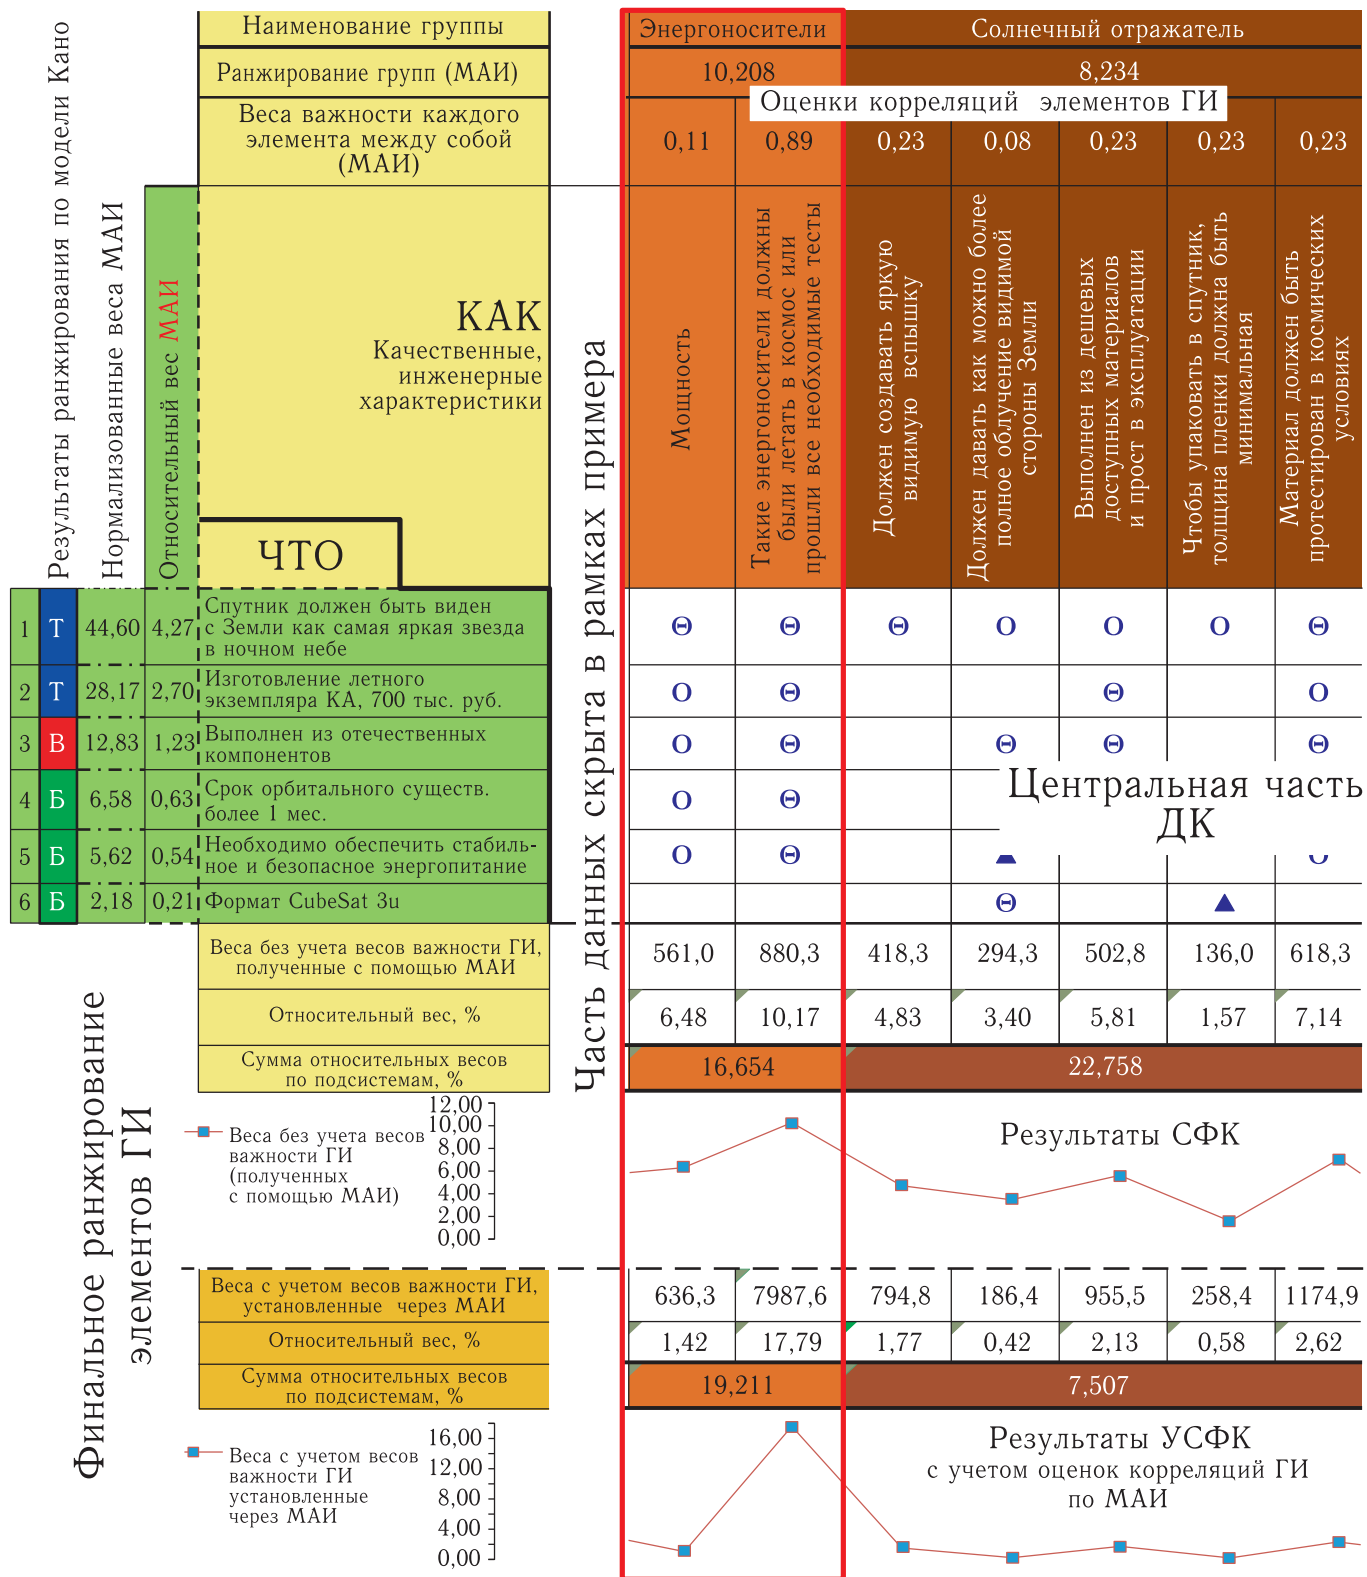 Наименование группы
Энергоносители
Солнечный отражатель
Ранжирование групп (МАИ)
10,208
8,234
Оценки корреляций элементов ГИ
Веса важности каждого
элемента между собой
(МАИ)
0,11
0,89
0,23
0,08
0,23
0,23
0,23
Результаты ранжирования по модели Кано
Нормализованные веса МАИ
Относительный вес МАИ
КАК
Качественные,
инженерные
характеристики
ЧТО
Часть данных скрыта в рамках примера
Мощность
Такие энергоносители должны
были летать в космос или
прошли все необходимые тесты
Должен создавать яркую
видимую вспышку
Должен давать как можно более
полное облучение видимой
стороны Земли
Выполнен из дешевых
доступных материалов
и прост в эксплуатации
Чтобы упаковать в спутник,
толщина пленки должна быть
минимальная
Материал должен быть
протестирован в космических
условиях
1 Т 44,60 4,27 Спутник должен быть виден
с Земли как самая яркая звезда
в ночном небе
Θ Θ Θ О О О Θ
2 Т 28,17 2,70 Изготовление летного
экземпляра КА, 700 тыс. руб.
О Θ Θ О
3 В 12,83 1,23 Выполнен из отечественных
компонентов
О Θ Θ Θ Θ
4 Б 6,58 0,63 Срок орбитального существ.
более 1 мес.
О Θ
Центральная часть
ДК
5 Б 5,62 0,54 Необходимо обеспечить стабиль-
ное и безопасное энергопитание
О Θ ▲ О
6 Б 2,18 0,21 Формат CubeSat 3u
Θ ▲
Финальное ранжирование
элементов ГИ
Веса без учета весов важности ГИ,
полученные с помощью МАИ
561,0 880,3 418,3 294,3 502,8 136,0 618,3
Относительный вес, %
6,48 10,17 4,83 3,40 5,81 1,57 7,14
Сумма относительных весов
по подсистемам, %
16,654 22,758
Веса без учета весов
важности ГИ
(полученных
с помощью МАИ)
12,00
10,00
8,00
6,00
4,00
2,00
0,00
Результаты СФК
Веса с учетом весов важности ГИ,
установленные через МАИ
636,3 7987,6 794,8 186,4 955,5 258,4 1174,9
Относительный вес, %
1,42 17,79 1,77 0,42 2,13 0,58 2,62
Сумма относительных весов
по подсистемам, %
19,211 7,507
Веса с учетом весов
важности ГИ
установленные
через МАИ
16,00
12,00
8,00
4,00
0,00
Результаты УСФК
с учетом оценок корреляций ГИ
по МАИ